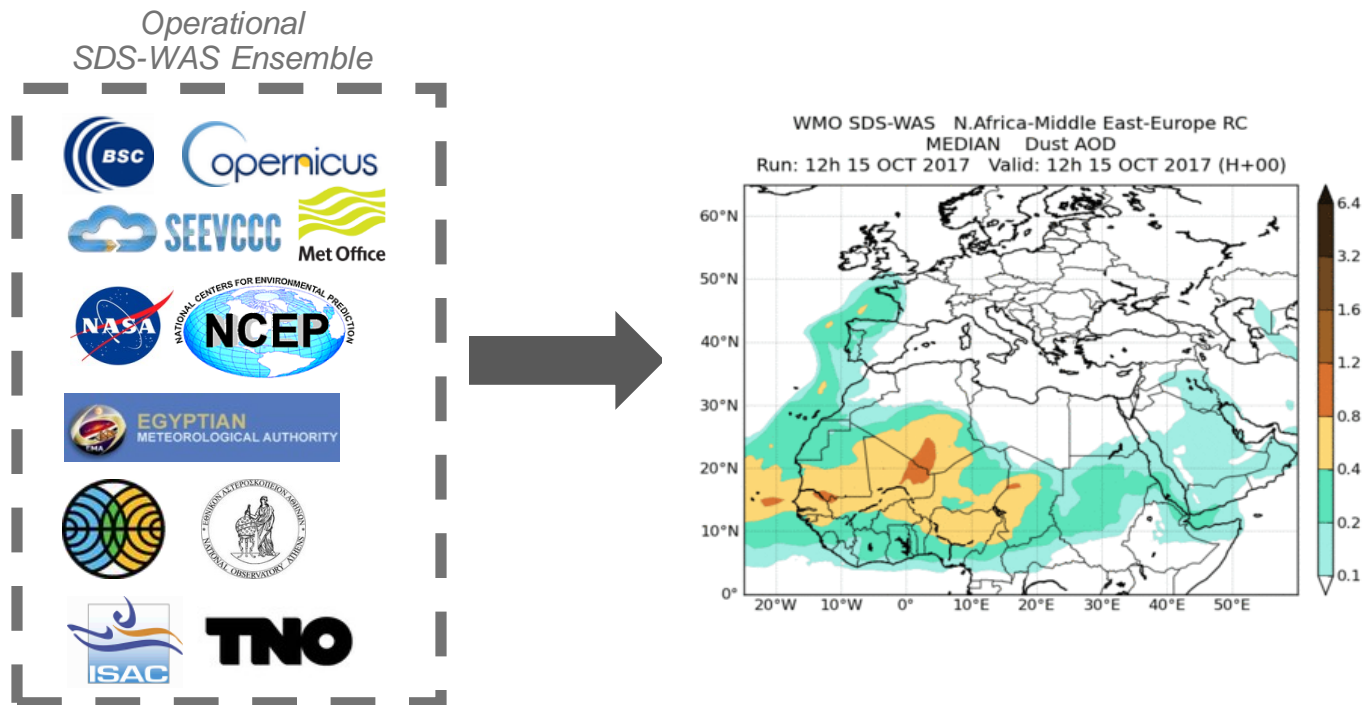 Operational
SDS-WAS Ensemble
BSC
Copernicus
SEEVCCC
Met Office
NASA
NATIONAL CENTERS FOR ENVIRONMENTAL PREDICTION
NCEP
EGYPTIAN
METEOROLOGICAL AUTHORITY
EMA
ΕΘΝΙΚΟΝ ΑΣΤΕΡΟΣΚΟΠΕΙΟΝ ΑΘΗΝΩΝ
NATIONAL OBSERVATORY ATHENS
ISAC
TNO
WMO SDS-WAS N.Africa-Middle East-Europe RC
MEDIAN Dust AOD
Run: 12h 15 OCT 2017 Valid: 12h 15 OCT 2017 (H+00)
60°N
50°N
40°N
30°N
20°N
10°N
0°
20°W 10°W 0° 10°E 20°E 30°E 40°E 50°E
6.4
3.2
1.6
1.2
0.8
0.4
0.2
0.1